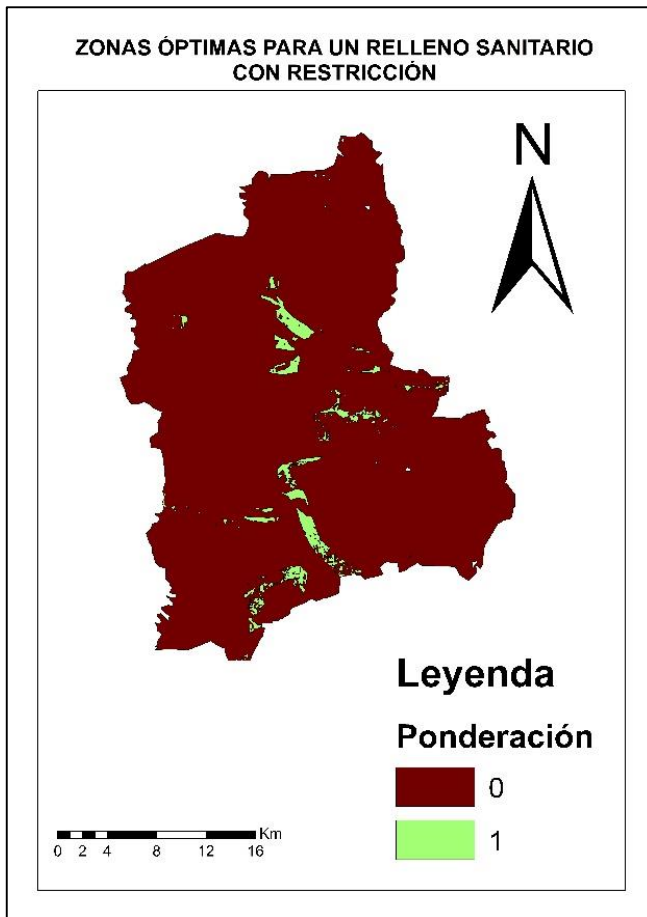 ZONAS ÓPTIMAS PARA UN RELLENO SANITARIO
CON RESTRICCIÓN
N
Leyenda
Ponderación
0
1
Km
0 2 4 8 12 16